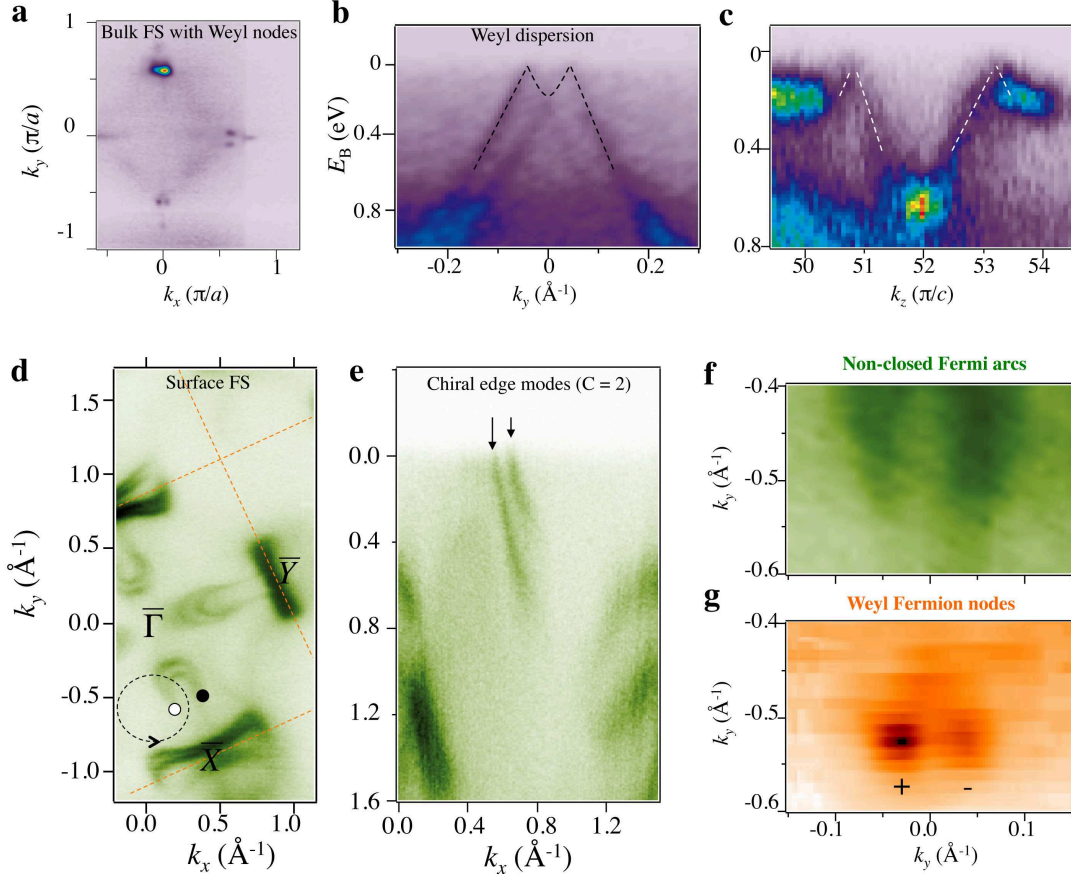 a
Bulk FS with Weyl nodes
1
0
-1
k_y (π/a)
0
1
k_x (π/a)
b
Weyl dispersion
0
0.4
0.8
E_B (eV)
-0.2
0
0.2
k_y (Å⁻¹)
c
0
0.4
0.8
50
51
52
53
54
k_z (π/c)
d
Surface FS
1.5
1.0
0.5
0.0
-0.5
-1.0
k_y (Å⁻¹)
Y̅
Γ̅
X̅
0.0
0.5
1.0
k_x (Å⁻¹)
e
Chiral edge modes (C = 2)
0.0
0.4
0.8
1.2
1.6
0.0
0.4
0.8
1.2
k_x (Å⁻¹)
f
Non-closed Fermi arcs
-0.4
-0.5
-0.6
k_y (Å⁻¹)
g
Weyl Fermion nodes
-0.4
-0.5
-0.6
k_y (Å⁻¹)
+
-
-0.1
0.0
0.1
k_y (Å⁻¹)